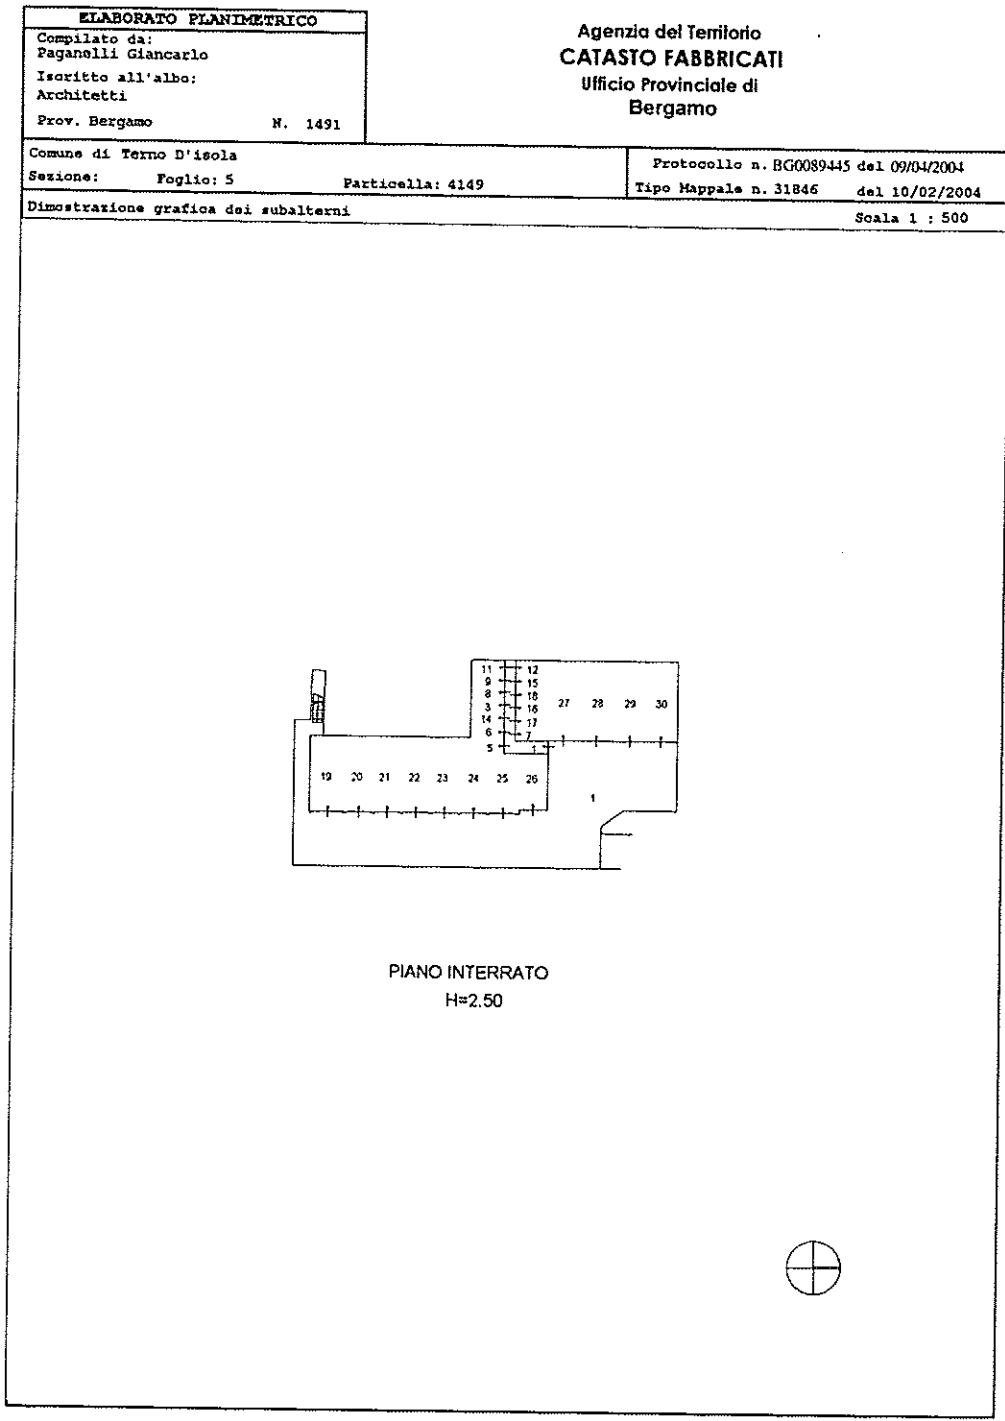 ELABORATO PLANIMETRICO
Compilato da:
Paganelli Giancarlo
Iscritto all'albo:
Architetti
Prov. Bergamo N. 1491
Agenzia del Territorio
CATASTO FABBRICATI
Ufficio Provinciale di
Bergamo
Comune di Terno D'isola
Sezione: Foglio: 5 Particella: 4149
Protocollo n. BG0089445 del 09/04/2004
Tipo Mappale n. 31846 del 10/02/2004
Dimostrazione grafica dei subalterni
Scala 1 : 500
11 12
9 15
8 18
3 16
14 17
6 7
5 1
27 28 29 30
19 20 21 22 23 24 25 26
1
PIANO INTERRATO
H=2.50